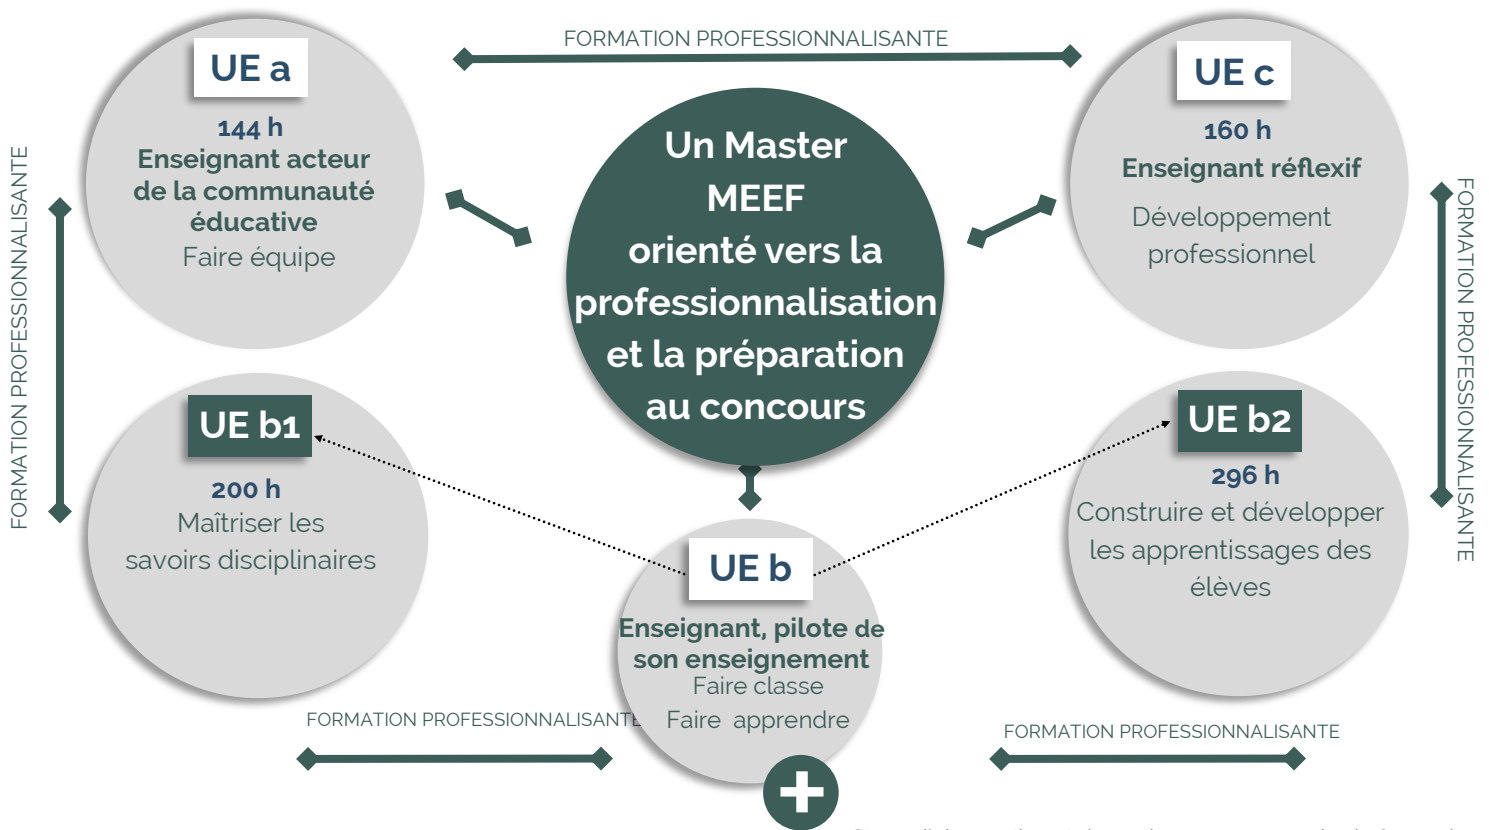 FORMATION PROFESSIONNALISANTE
UE a
144 h
Enseignant acteur
de la communauté
éducative
Faire équipe
Un Master
MEEF
orienté vers la
professionnalisation
et la préparation
au concours
UE c
160 h
Enseignant réflexif
Développement
professionnel
FORMATION PROFESSIONNALISANTE
FORMATION PROFESSIONNALISANTE
UE b1
200 h
Maîtriser les
savoirs disciplinaires
UE b2
296 h
Construire et développer
les apprentissages des
élèves
UE b
Enseignant, pilote de
son enseignement
Faire classe
Faire apprendre
FORMATION PROFESSIONNALISANTE
FORMATION PROFESSIONNALISANTE